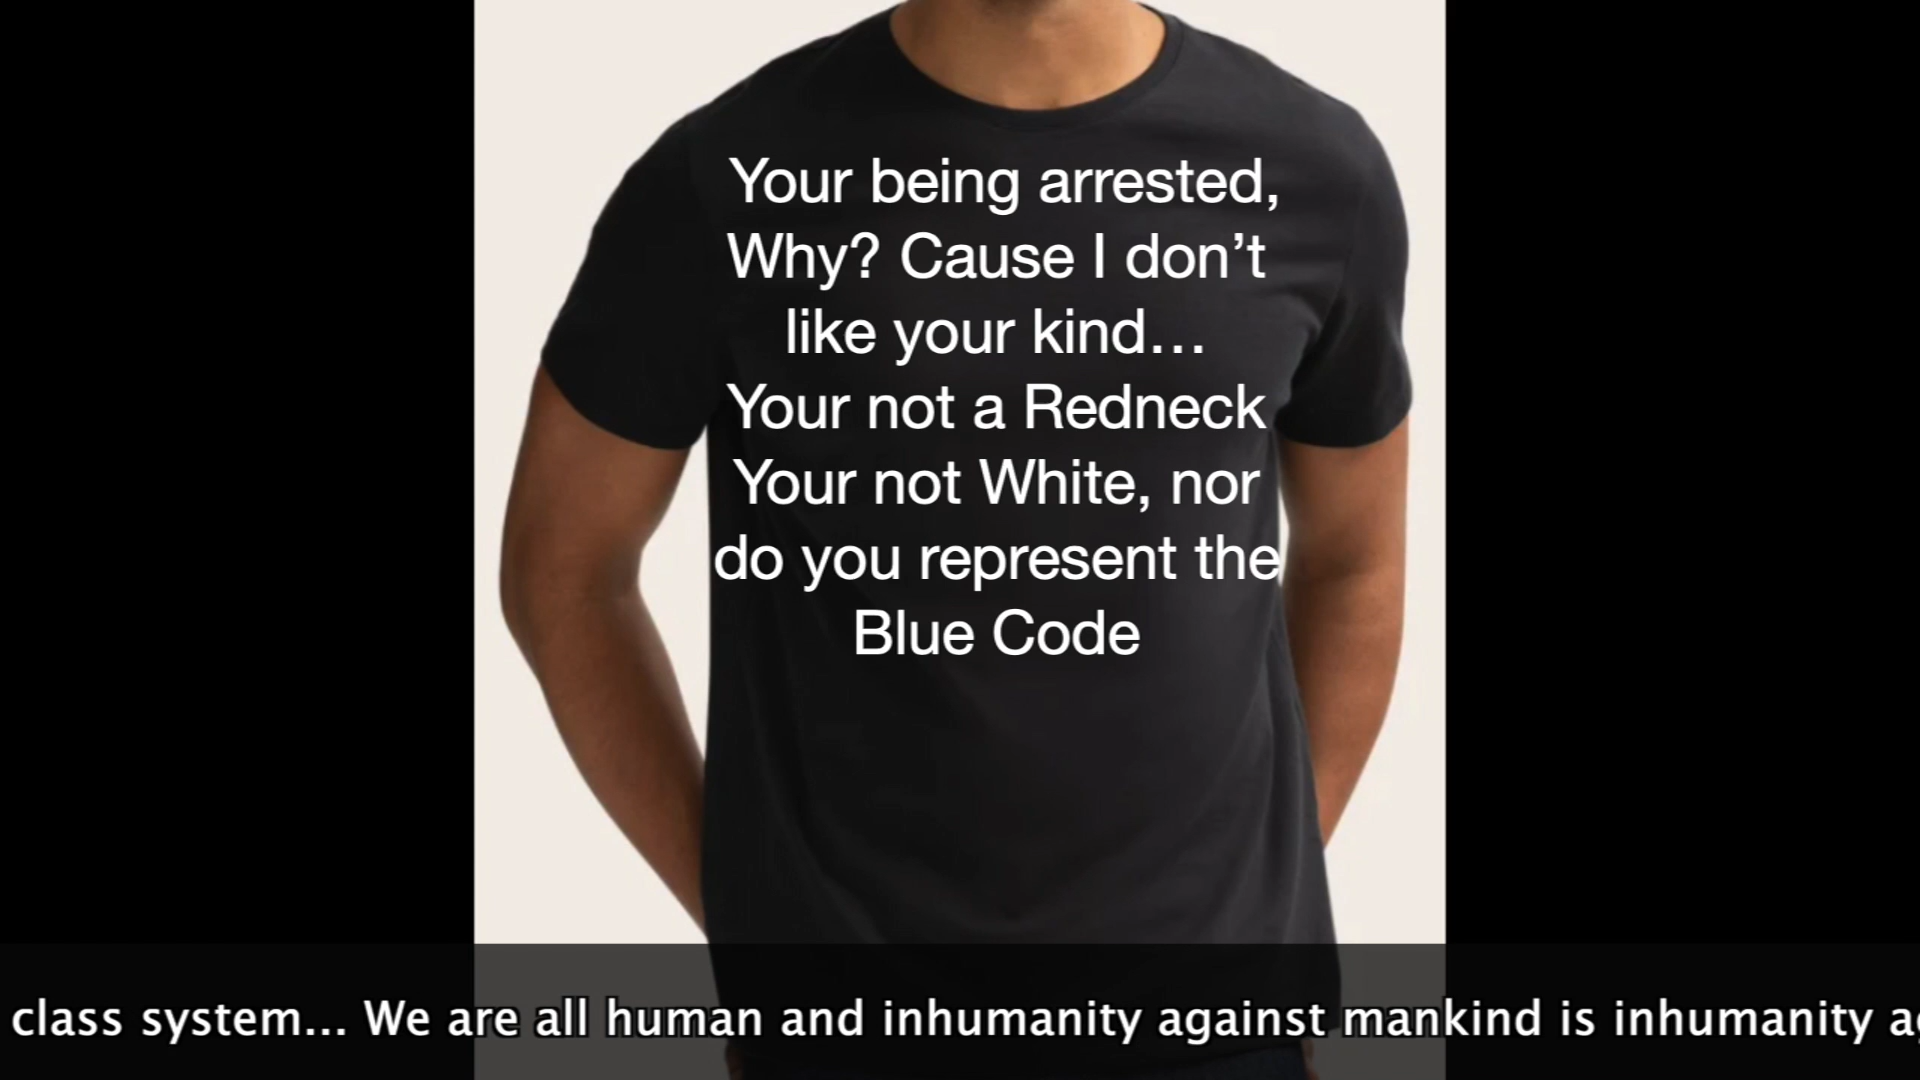 Your being arrested,
Why? Cause I don’t
like your kind…
Your not a Redneck
Your not White, nor
do you represent the
Blue Code
class system... We are all human and inhumanity against mankind is inhumanity